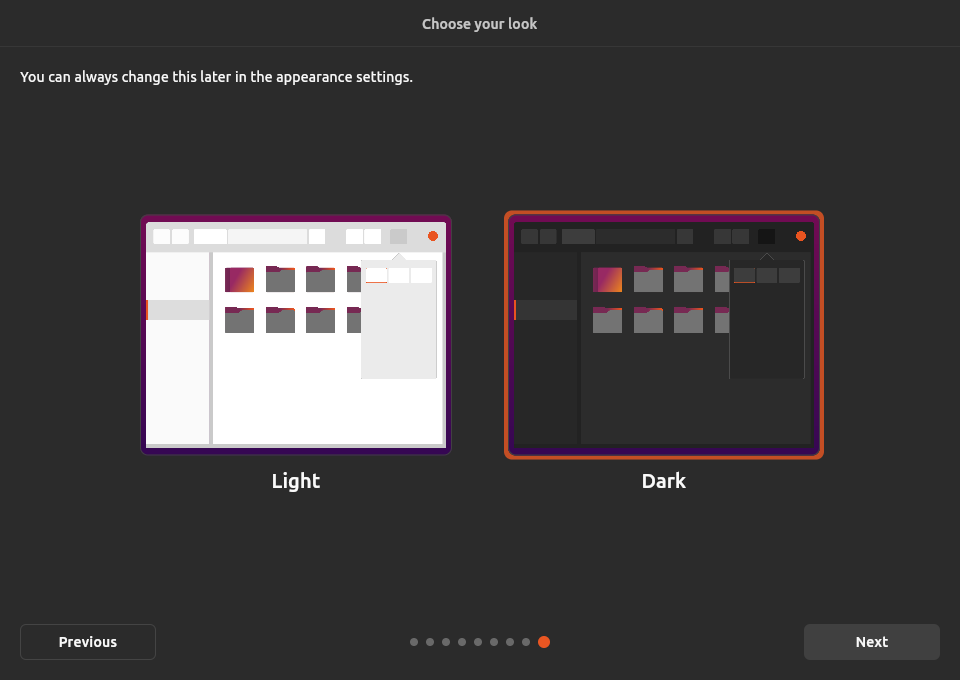 Choose your look
You can always change this later in the appearance settings.
Light
Dark
Previous
Next